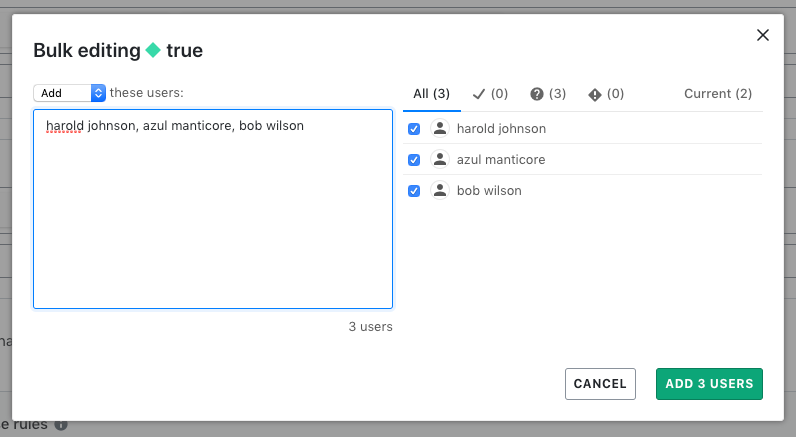 Bulk editing true
Add these users:
harold johnson, azul manticore, bob wilson
3 users
All (3) (0) (3) (0) Current (2)
harold johnson
azul manticore
bob wilson
CANCEL ADD 3 USERS
e rules